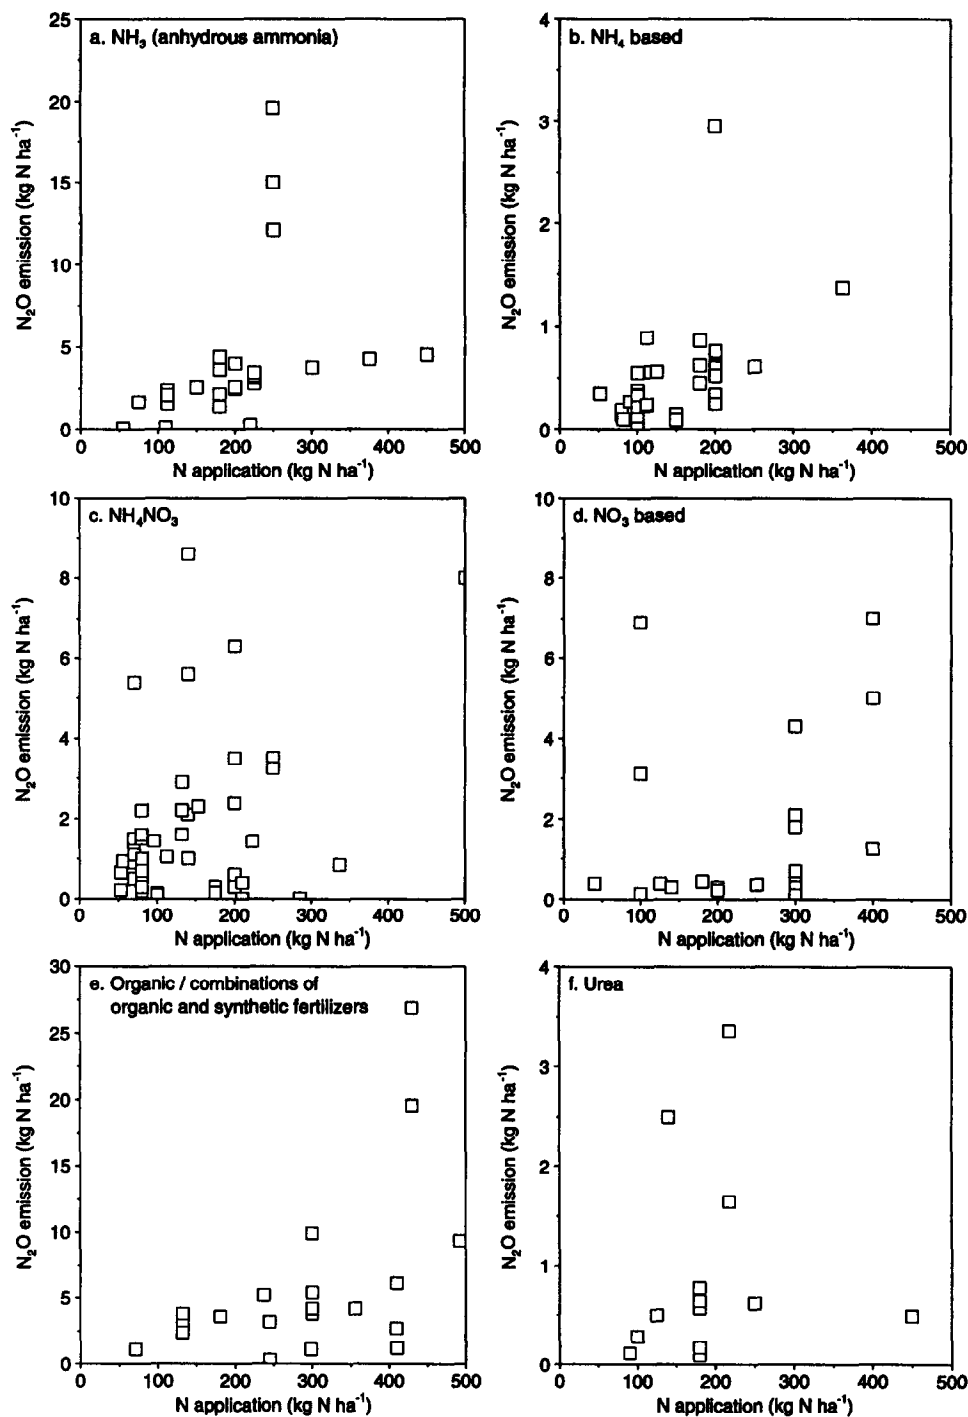 a. NH₃ (anhydrous ammonia)
25
20
15
10
5
0
N₂O emission (kg N ha⁻¹)
0 100 200 300 400 500
N application (kg N ha⁻¹)
b. NH₄ based
4
3
2
1
0
N₂O emission (kg N ha⁻¹)
0 100 200 300 400 500
N application (kg N ha⁻¹)
c. NH₄NO₃
10
8
6
4
2
0
N₂O emission (kg N ha⁻¹)
0 100 200 300 400 500
N application (kg N ha⁻¹)
d. NO₃ based
10
8
6
4
2
0
N₂O emission (kg N ha⁻¹)
0 100 200 300 400 500
N application (kg N ha⁻¹)
e. Organic / combinations of
organic and synthetic fertilizers
30
25
20
15
10
5
0
N₂O emission (kg N ha⁻¹)
0 100 200 300 400 500
N application (kg N ha⁻¹)
f. Urea
4
3
2
1
0
N₂O emission (kg N ha⁻¹)
0 100 200 300 400 500
N application (kg N ha⁻¹)